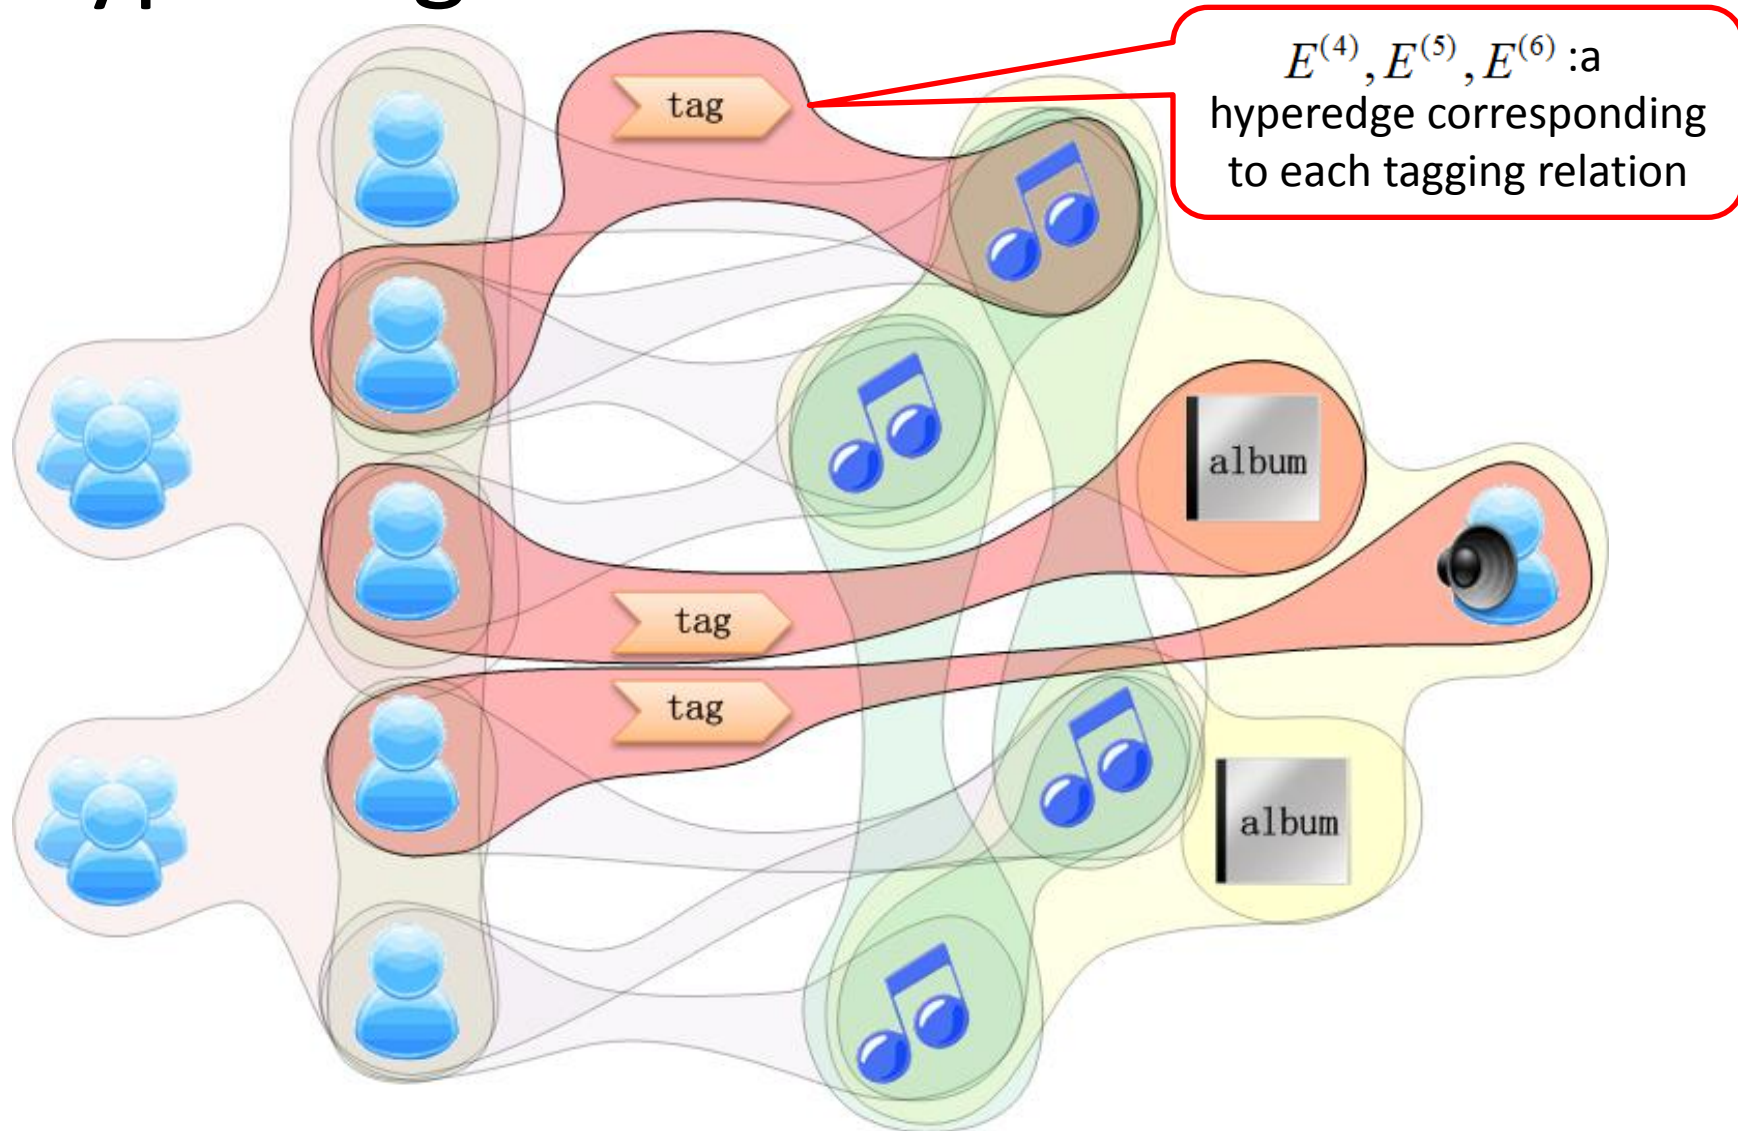 E^{(4)}, E^{(5)}, E^{(6)} :a
hyperedge corresponding
to each tagging relation
tag
album
tag
tag
album